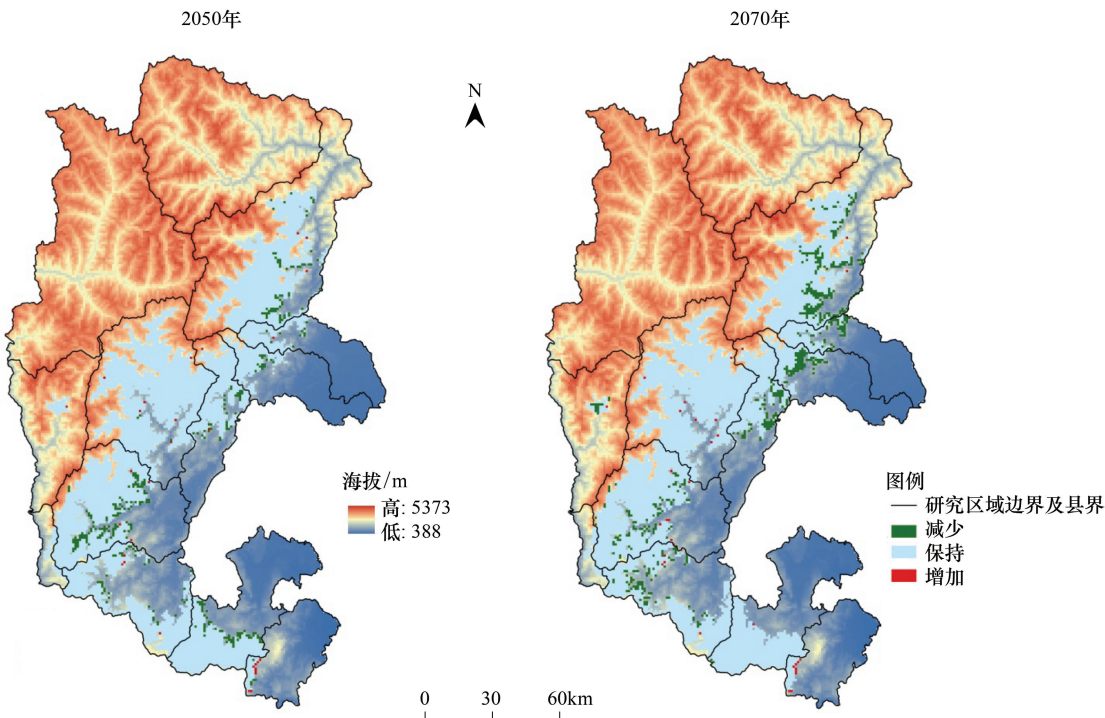 2050年
2070年
N
海拔/m
高: 5373
低: 388
图例
研究区域边界及县界
减少
保持
增加
0 30 60km